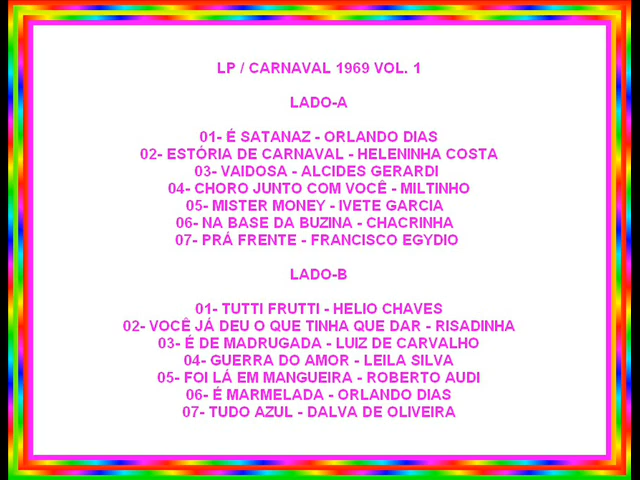 LP / CARNAVAL 1969 VOL. 1
LADO-A
01- É SATANAZ - ORLANDO DIAS
02- ESTÓRIA DE CARNAVAL - HELENINHA COSTA
03- VAIDOSA - ALCIDES GERARDI
04- CHORO JUNTO COM VOCÊ - MILTINHO
05- MISTER MONEY - IVETE GARCIA
06- NA BASE DA BUZINA - CHACRINHA
07- PRÁ FRENTE - FRANCISCO EGYDIO
LADO-B
01- TUTTI FRUTTI - HELIO CHAVES
02- VOCÊ JÁ DEU O QUE TINHA QUE DAR - RISADINHA
03- É DE MADRUGADA - LUIZ DE CARVALHO
04- GUERRA DO AMOR - LEILA SILVA
05- FOI LÁ EM MANGUEIRA - ROBERTO AUDI
06- É MARMELADA - ORLANDO DIAS
07- TUDO AZUL - DALVA DE OLIVEIRA